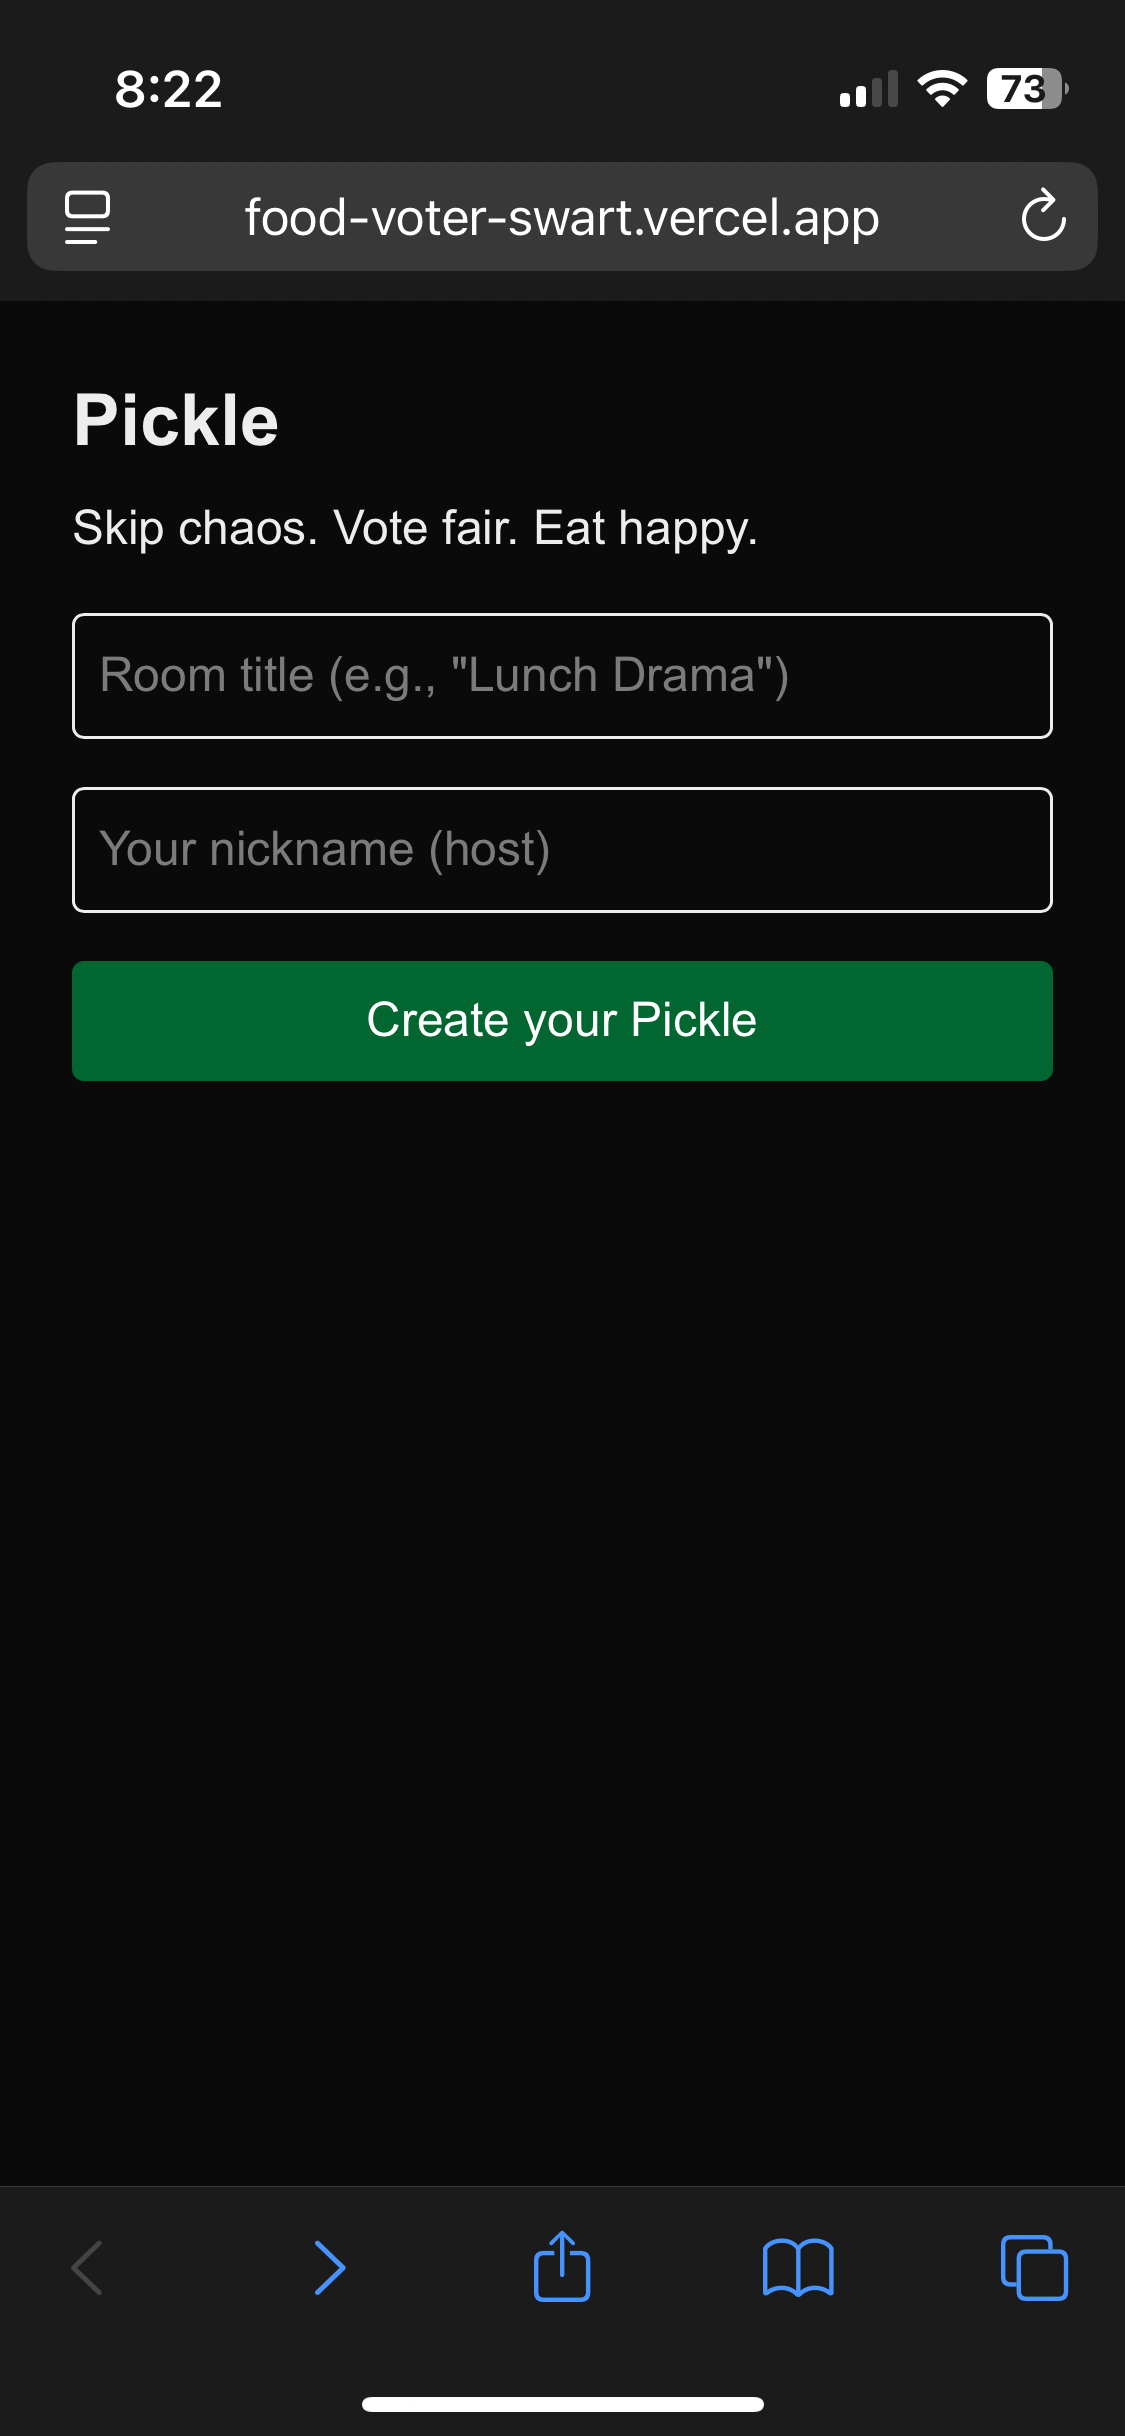 8:22
73
food-voter-swart.vercel.app
Pickle
Skip chaos. Vote fair. Eat happy.
Room title (e.g., "Lunch Drama")
Your nickname (host)
Create your Pickle